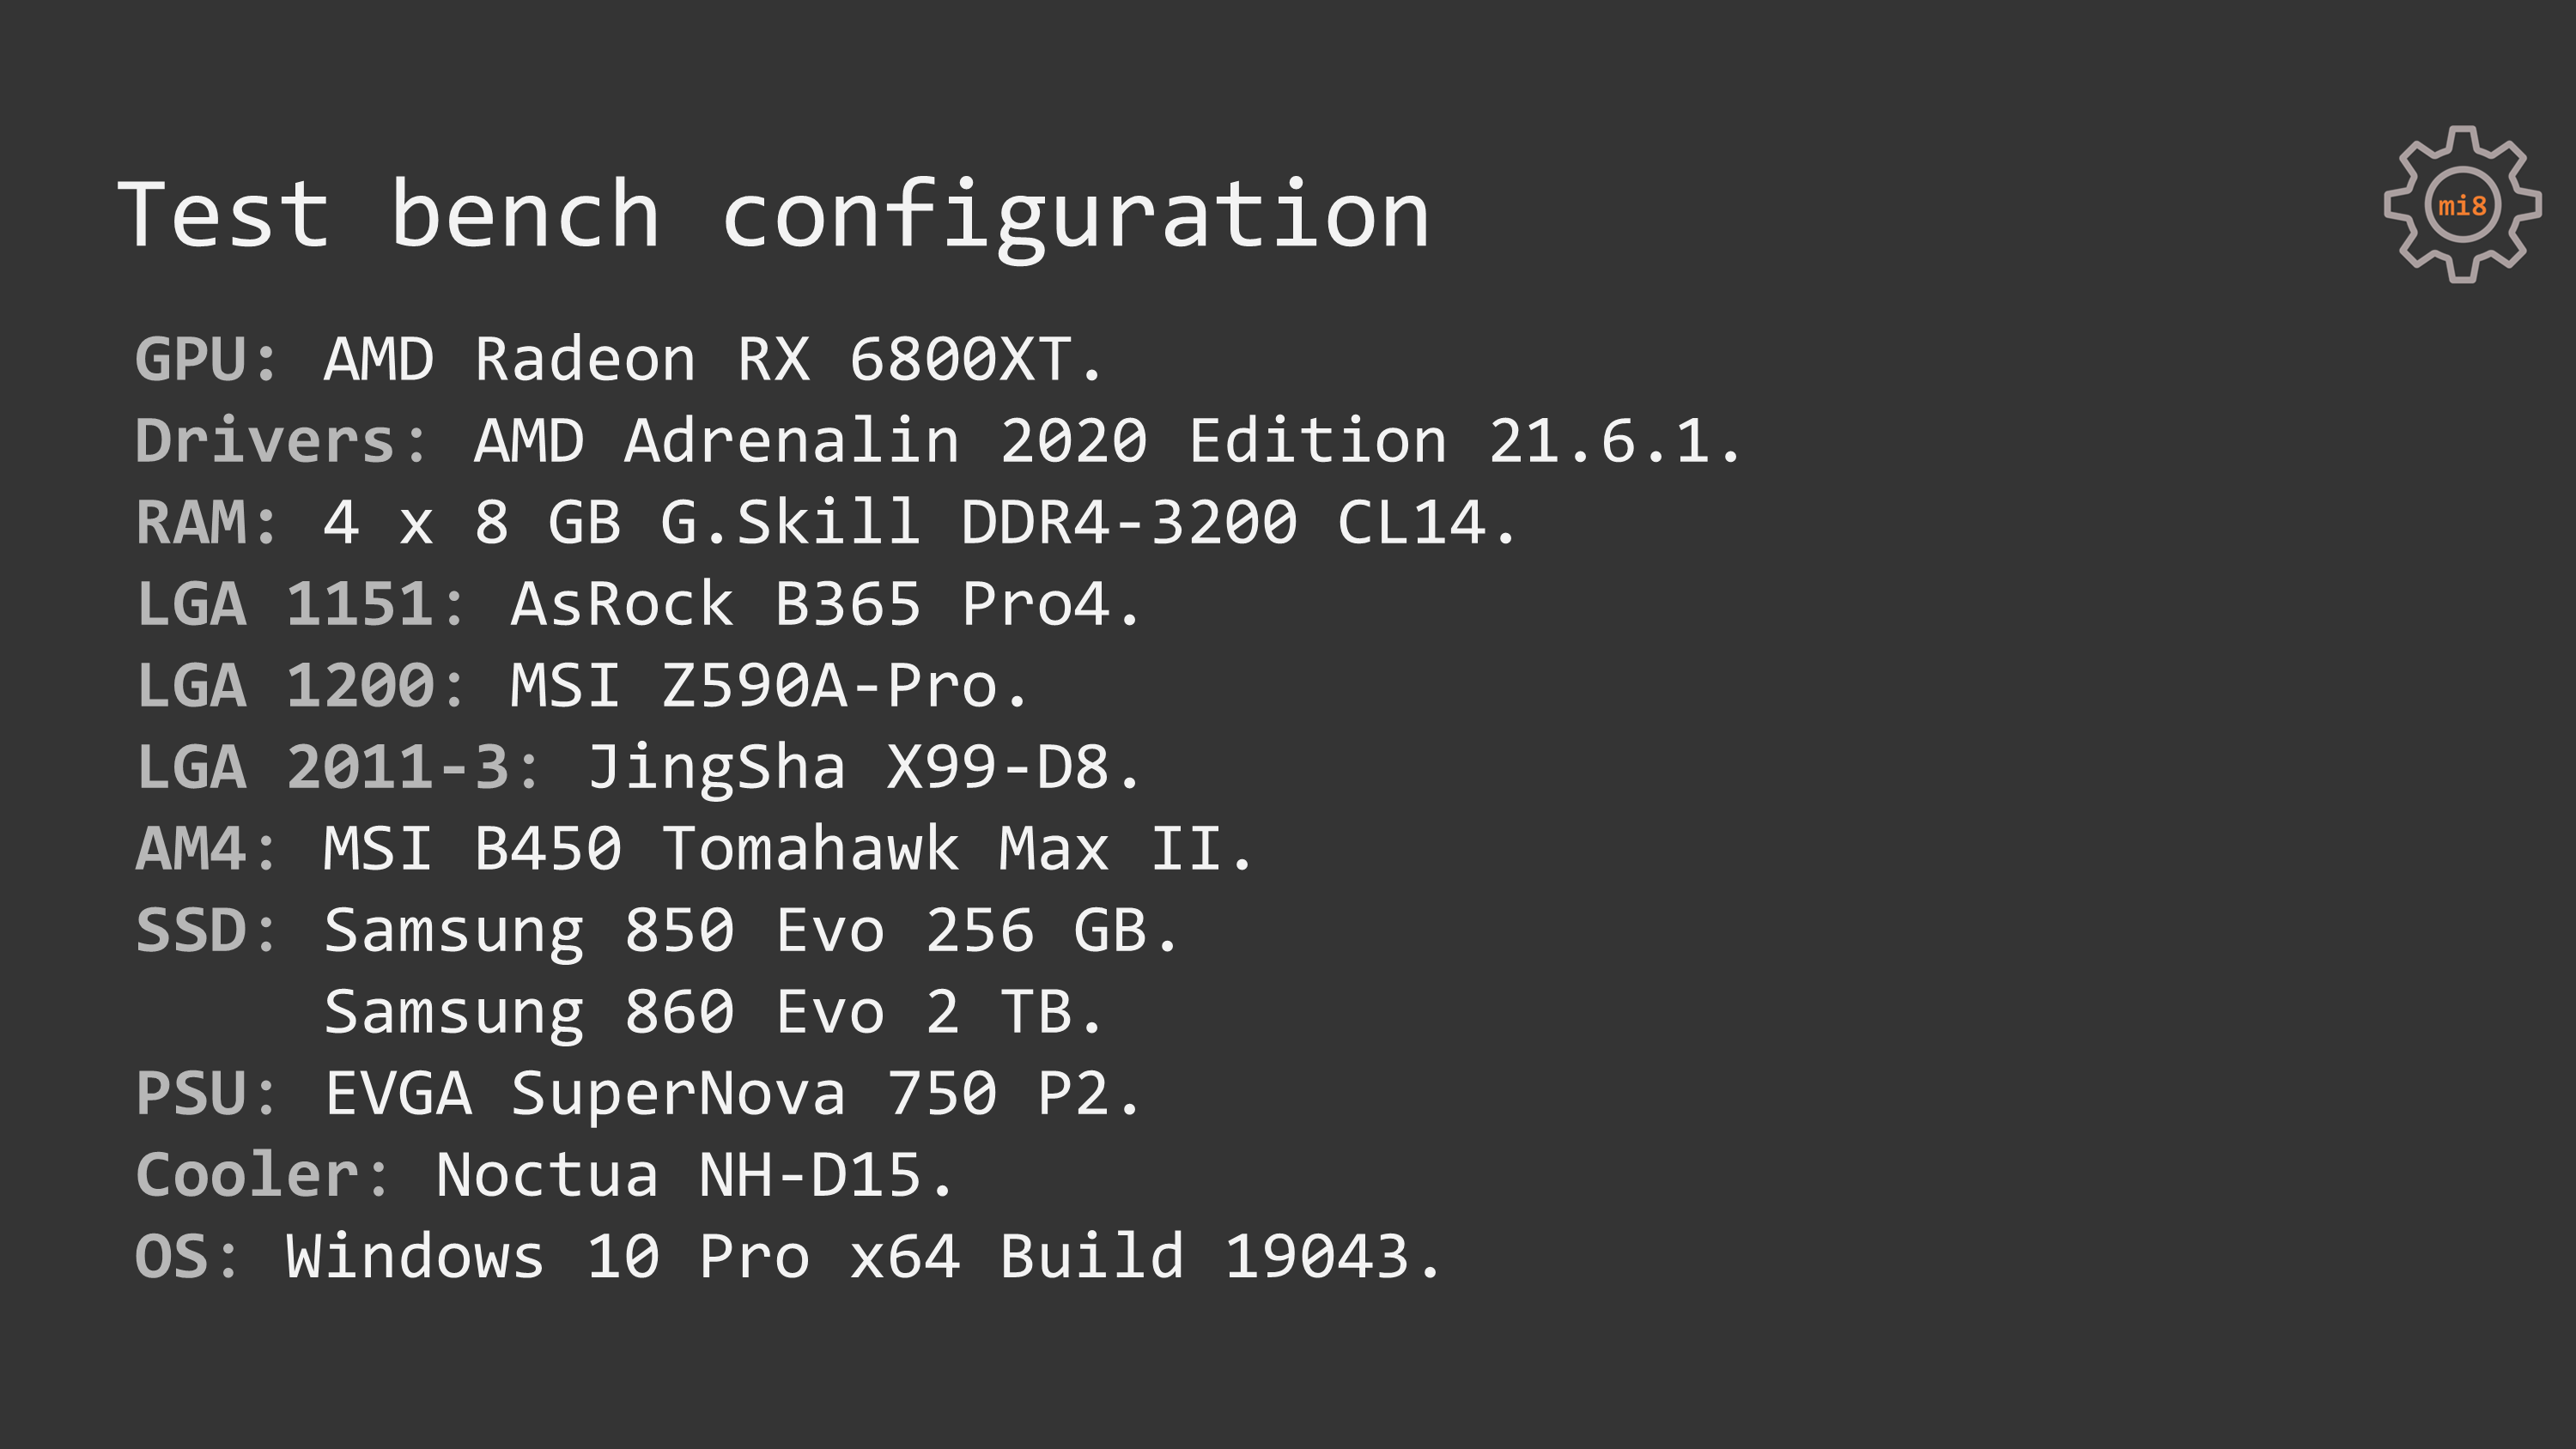 Test bench configuration
mi8
GPU: AMD Radeon RX 6800XT.
Drivers: AMD Adrenalin 2020 Edition 21.6.1.
RAM: 4 x 8 GB G.Skill DDR4-3200 CL14.
LGA 1151: AsRock B365 Pro4.
LGA 1200: MSI Z590A-Pro.
LGA 2011-3: JingSha X99-D8.
AM4: MSI B450 Tomahawk Max II.
SSD: Samsung 850 Evo 256 GB.
Samsung 860 Evo 2 TB.
PSU: EVGA SuperNova 750 P2.
Cooler: Noctua NH-D15.
OS: Windows 10 Pro x64 Build 19043.